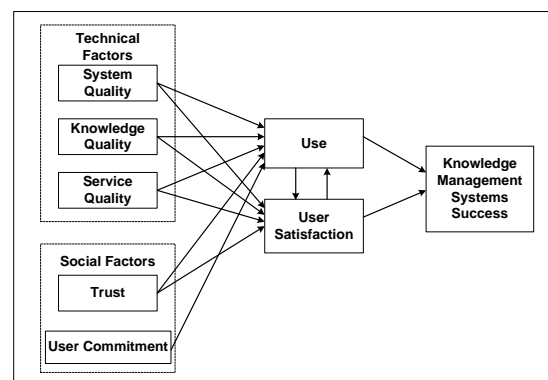 Technical
Factors
System
Quality
Knowledge
Quality
Service
Quality
Social Factors
Trust
User Commitment
Use
User
Satisfaction
Knowledge
Management
Systems
Success